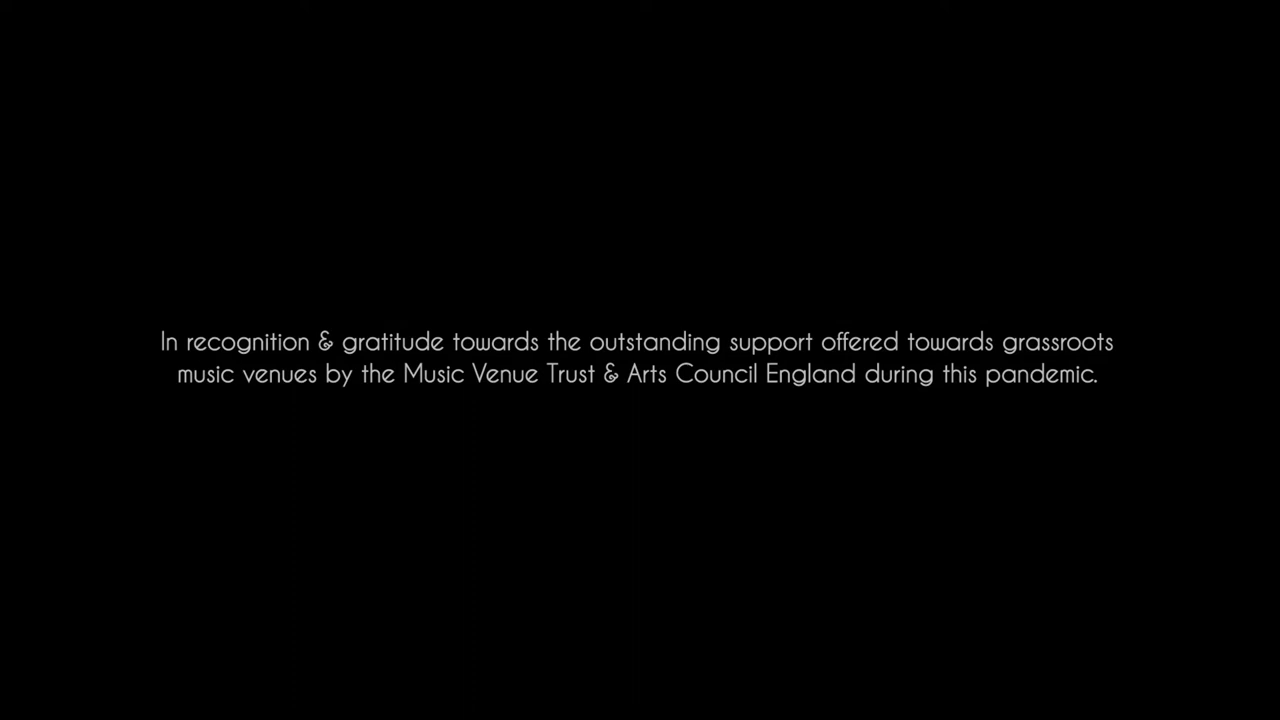 In recognition & gratitude towards the outstanding support offered towards grassroots
music venues by the Music Venue Trust & Arts Council England during this pandemic.